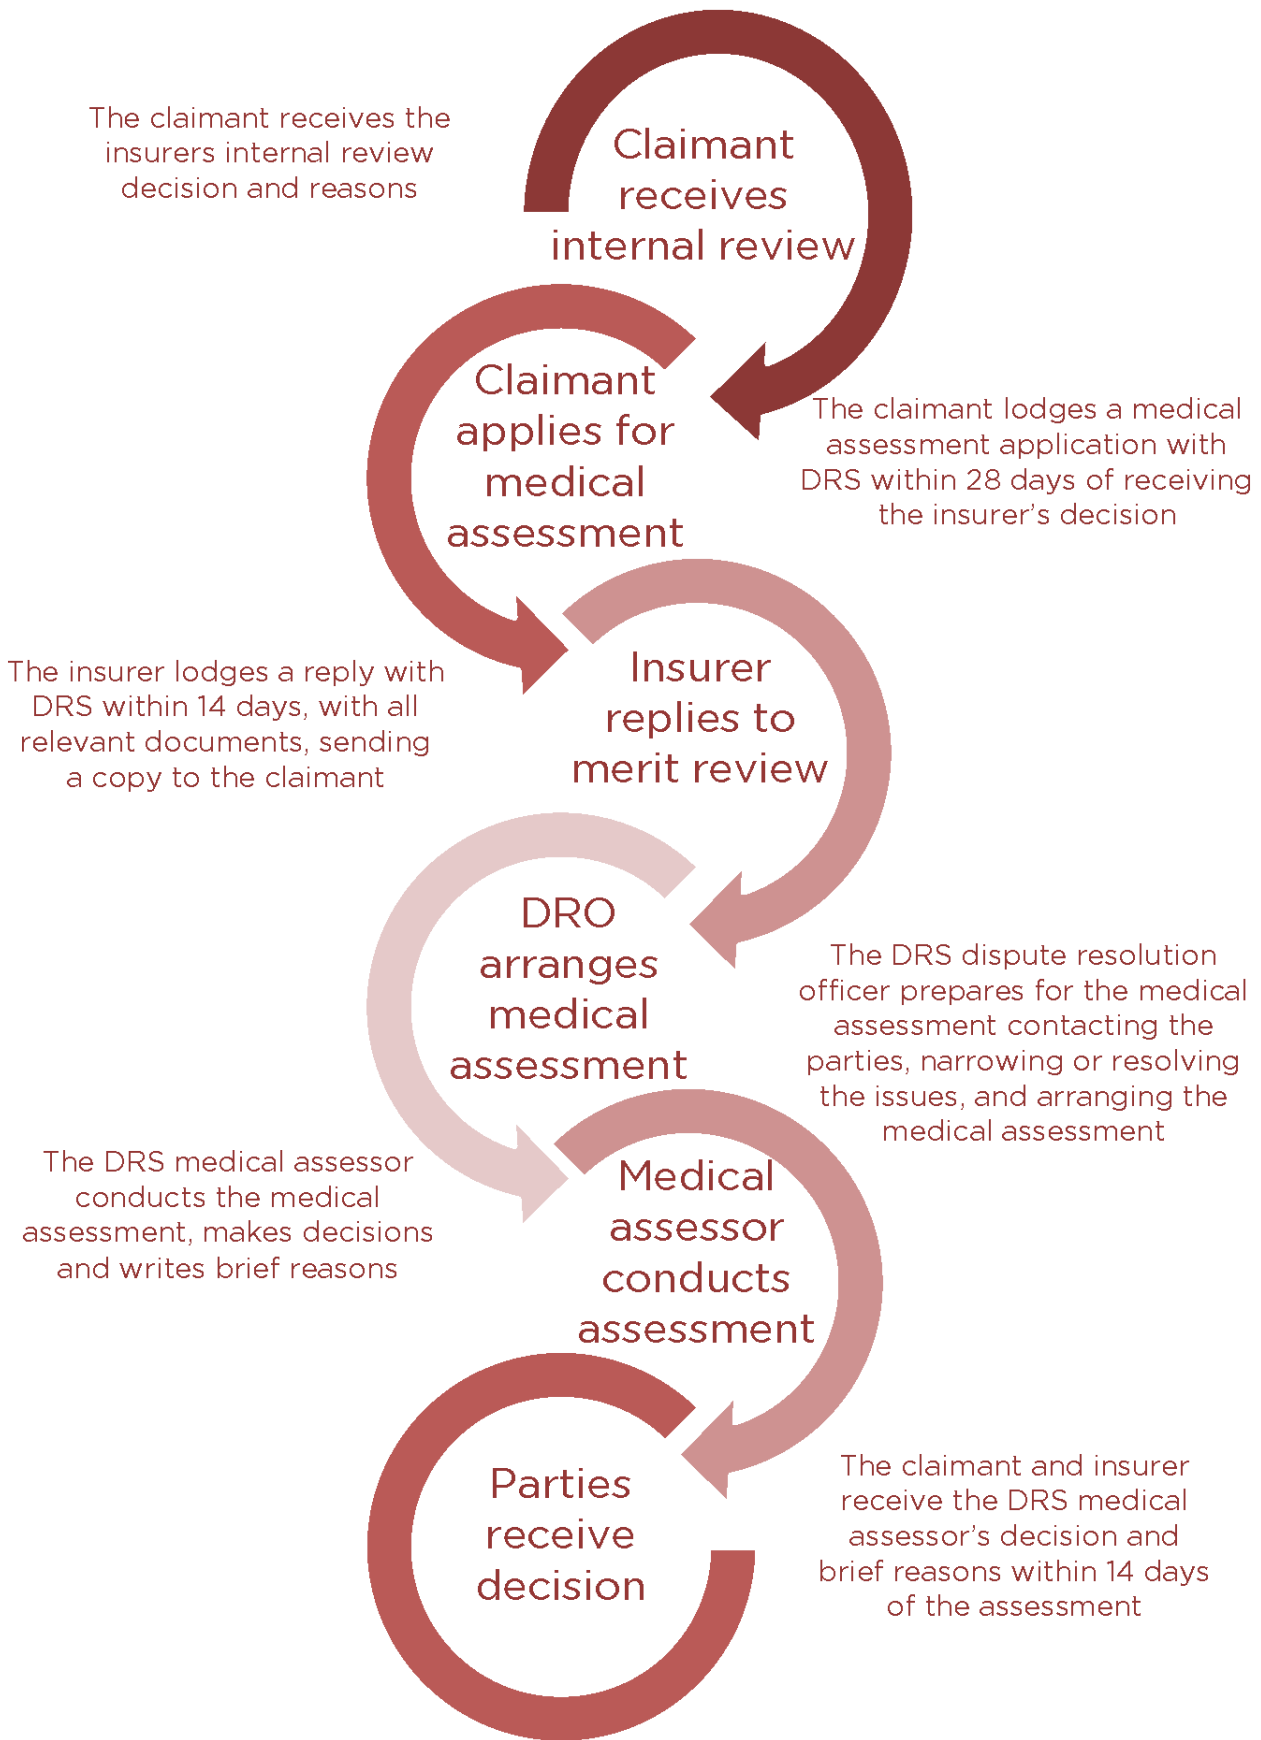 The claimant receives the
insurers internal review
decision and reasons
Claimant
receives
internal review
Claimant
applies for
medical
assessment
The claimant lodges a medical
assessment application with
DRS within 28 days of receiving
the insurer’s decision
The insurer lodges a reply with
DRS within 14 days, with all
relevant documents, sending
a copy to the claimant
Insurer
replies to
merit review
DRO
arranges
medical
assessment
The DRS dispute resolution
officer prepares for the medical
assessment contacting the
parties, narrowing or resolving
the issues, and arranging the
medical assessment
The DRS medical assessor
conducts the medical
assessment, makes decisions
and writes brief reasons
Medical
assessor
conducts
assessment
Parties
receive
decision
The claimant and insurer
receive the DRS medical
assessor’s decision and
brief reasons within 14 days
of the assessment